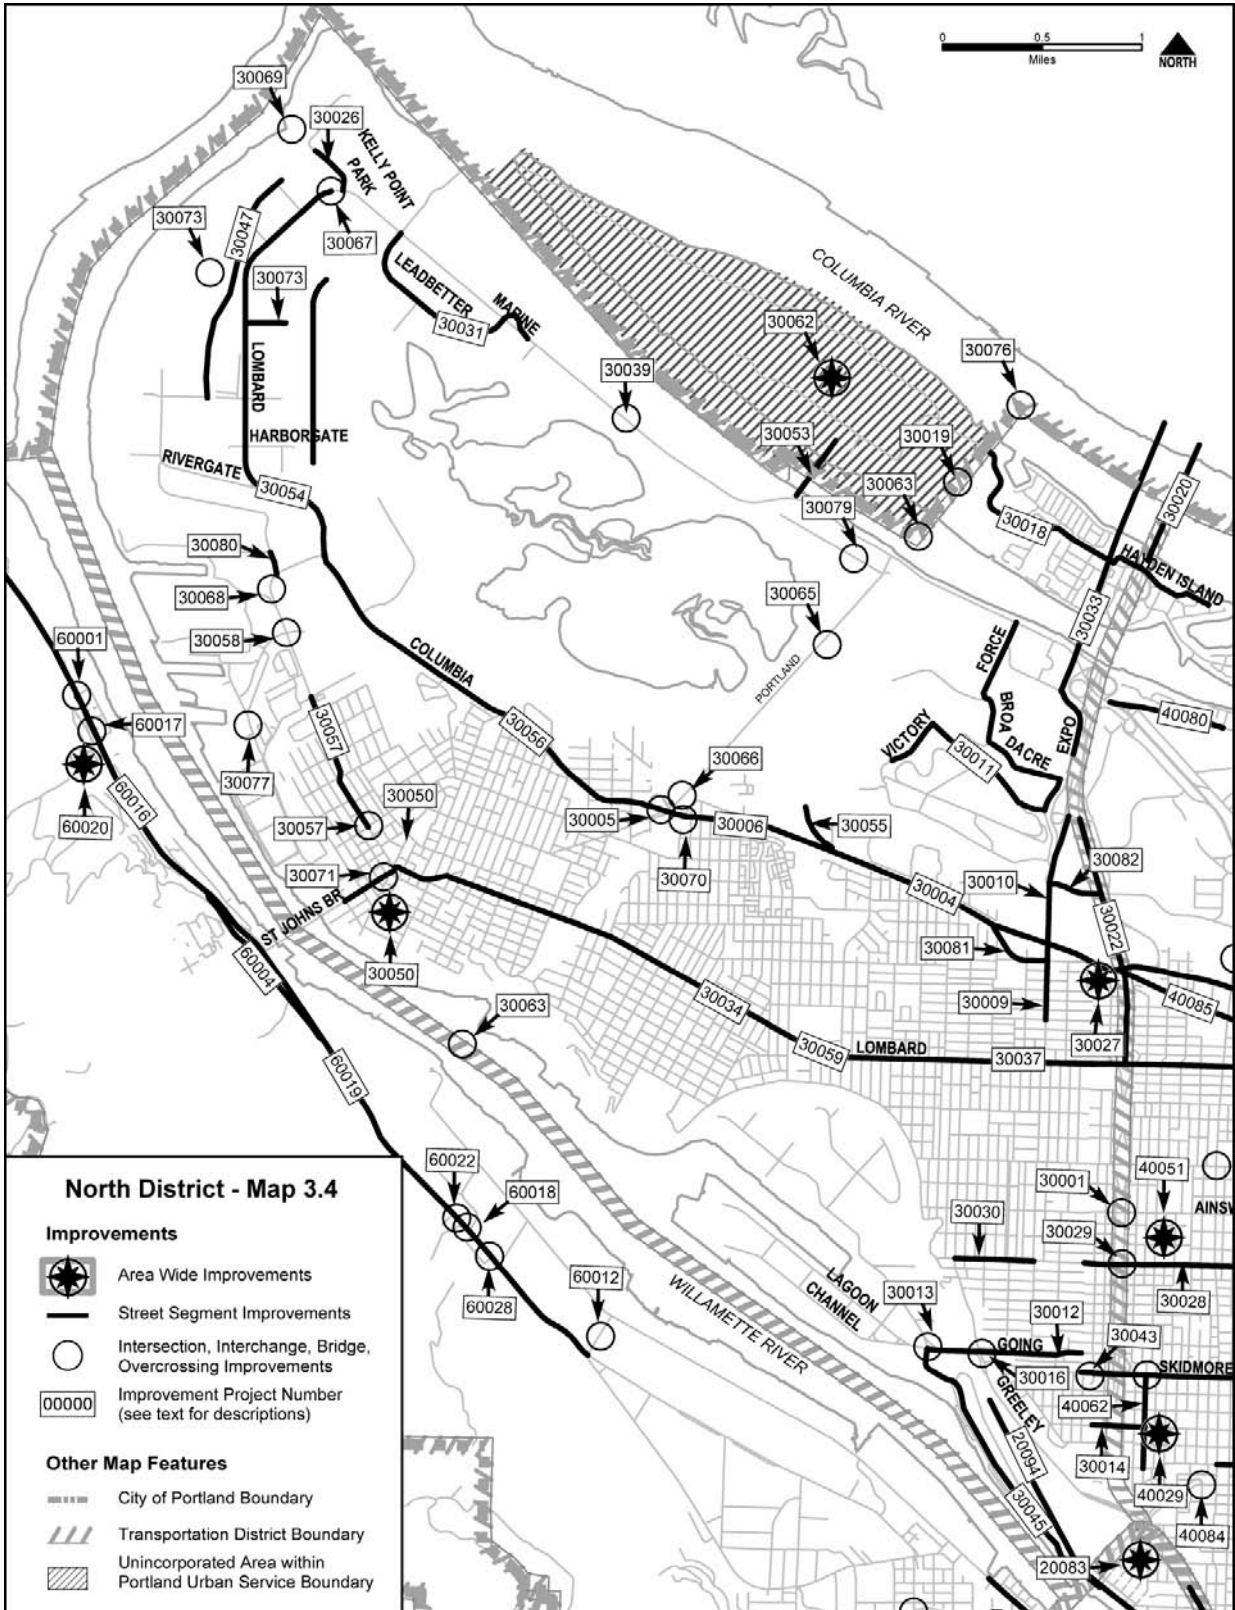 0 0.5 1
Miles
NORTH
30069
30026
KELLY POINT
PARK
30073
30047
30067
30073
LEADBETTER
MARINE
30031
COLUMBIA RIVER
30062
30076
30039
LOMBARD
HARBORGATE
RIVERGATE
30054
30053
30019
30063
30079
30020
30018
HAYDEN ISLAND
30080
30068
30065
30058
30033
60001
COLUMBIA
PORTLAND
FORCE
BROA DACRE
EXPO
VICTORY
40080
60017
30057
30056
30011
30077
30066
60016
60020
30050
30057
30005
30006
30055
30070
30082
30010
30071
30004
ST JOHNS BR
30022
30081
60004
30050
30034
30009
40085
30063
30027
30059
LOMBARD
30037
60019
60022
60018
40051
30001
30030
AINSW
30029
60028
60012
LAGOON
CHANNEL
30013
30012
30028
30043
WILLAMETTE RIVER
GOING
SKIDMORE
30016
GREELEY
40062
20094
30014
40029
30045
40084
20083
North District - Map 3.4
Improvements
Area Wide Improvements
Street Segment Improvements
Intersection, Interchange, Bridge,
Overcrossing Improvements
00000
Improvement Project Number
(see text for descriptions)
Other Map Features
City of Portland Boundary
Transportation District Boundary
Unincorporated Area within
Portland Urban Service Boundary